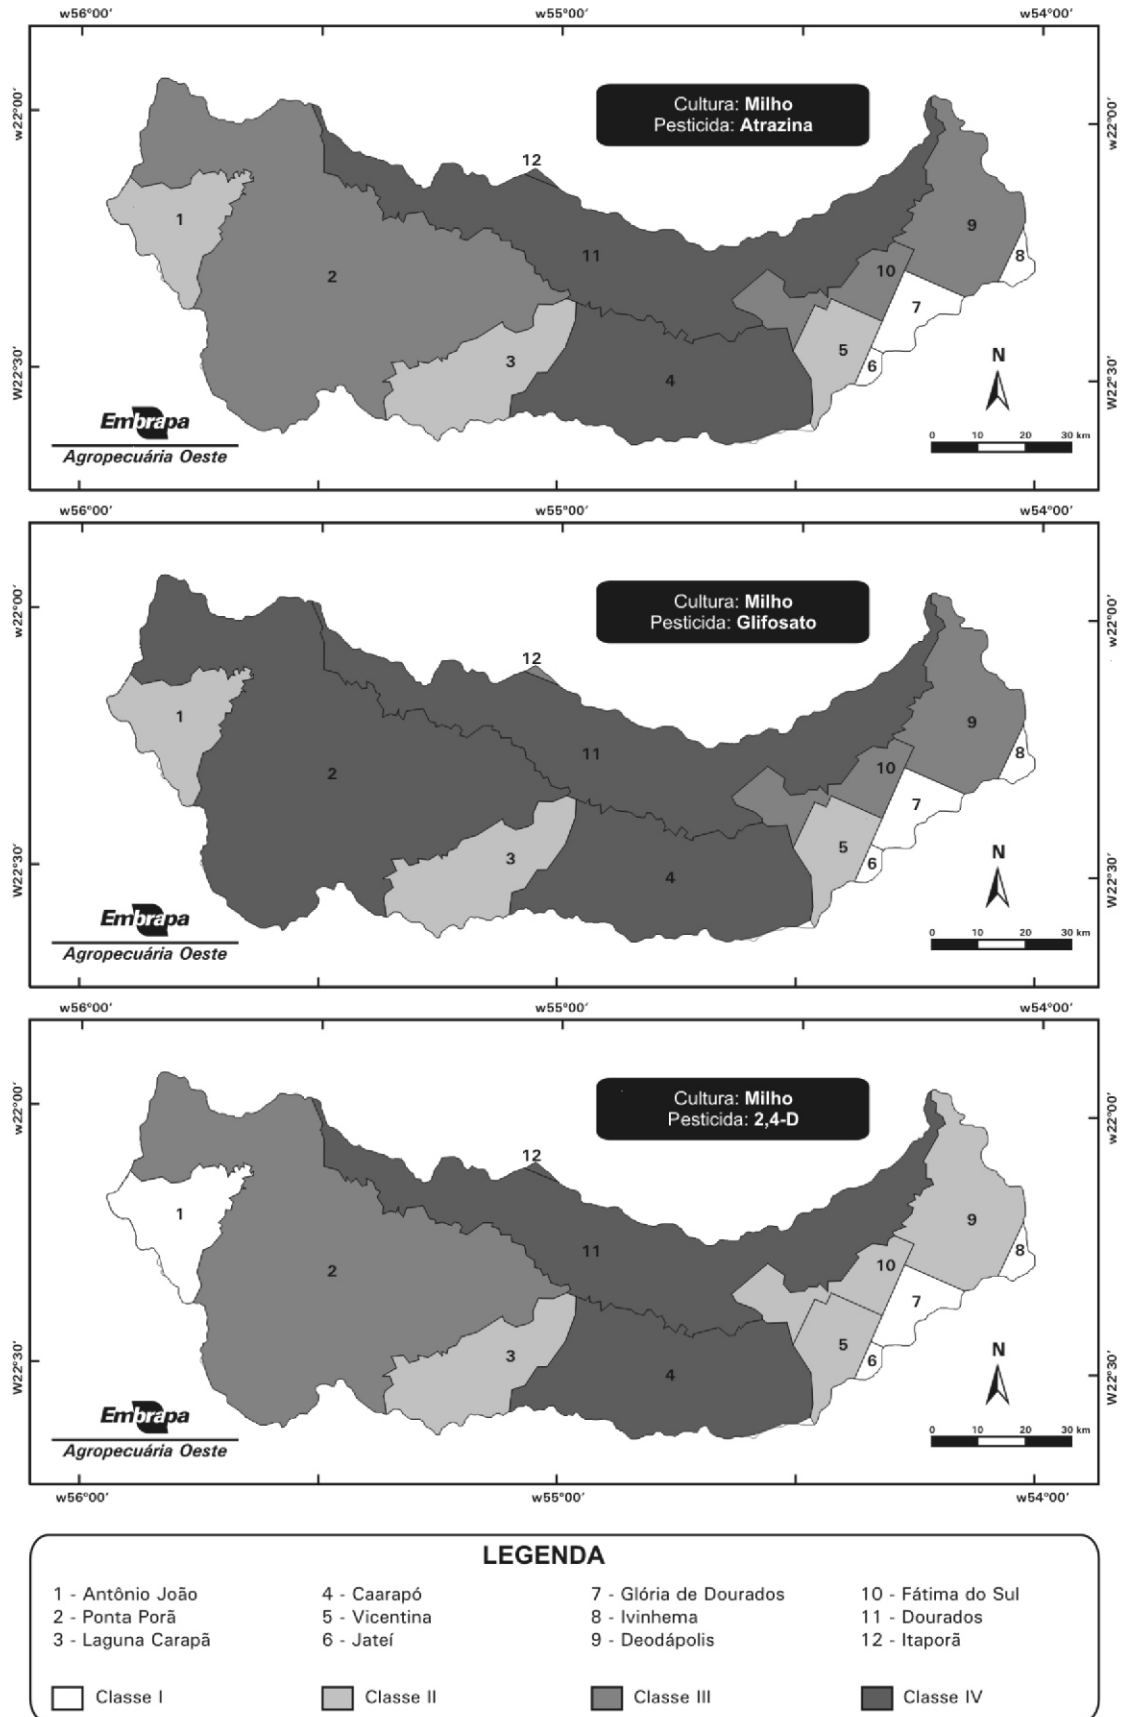 w56°00’ w55°00’ w54°00’
w22°00’
w22°00’
Cultura: Milho
Pesticida: Atrazina
12
1
9
11
8
10
2
7
5
3
6
4
W22°30’
W22°30’
N
Embrapa
Agropecuária Oeste
0 10 20 30 km
w56°00’ w55°00’ w54°00’
w22°00’
w22°00’
Cultura: Milho
Pesticida: Glifosato
12
1
9
11
8
10
2
7
5
3
6
4
W22°30’
W22°30’
N
Embrapa
Agropecuária Oeste
0 10 20 30 km
w56°00’ w55°00’ w54°00’
w22°00’
w22°00’
Cultura: Milho
Pesticida: 2,4-D
12
1
9
11
8
10
2
7
5
3
6
4
W22°30’
W22°30’
N
Embrapa
Agropecuária Oeste
0 10 20 30 km
w56°00’ w55°00’ w54°00’
LEGENDA
1 - Antônio João 4 - Caarapó 7 - Glória de Dourados 10 - Fátima do Sul
2 - Ponta Porã 5 - Vicentina 8 - Ivinhema 11 - Dourados
3 - Laguna Carapã 6 - Jateí 9 - Deodápolis 12 - Itaporã
Classe I Classe II Classe III Classe IV